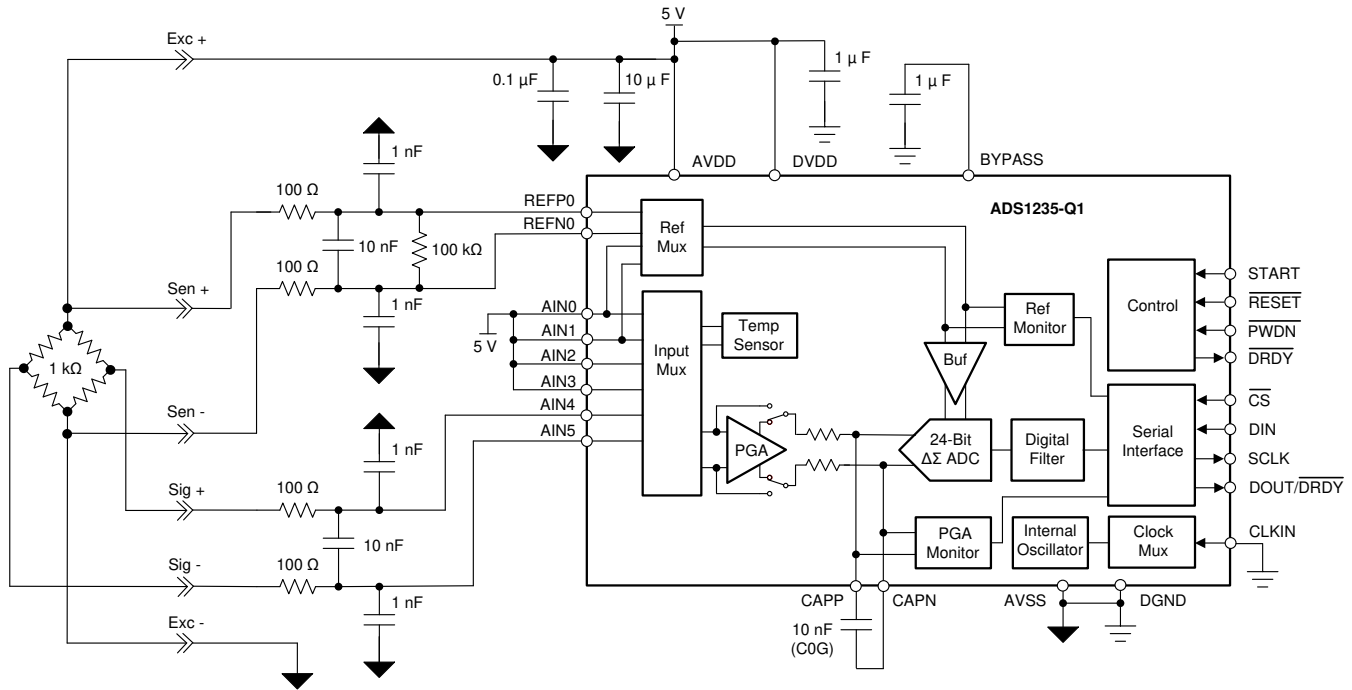 5 V
Exc +
0.1 µF
10 µ F
1 µ F
1 µ F
AVDD
DVDD
BYPASS
1 nF
100 Ω
REFP0
REFN0
ADS1235-Q1
Ref
Mux
10 nF
100 kΩ
100 Ω
Sen +
1 nF
START
RESET
PWDN
DRDY
Control
Ref
Monitor
AIN0
AIN1
AIN2
AIN3
AIN4
AIN5
5 V
Input
Mux
Temp
Sensor
Buf
1 kΩ
Sen -
1 nF
PGA
24-Bit
ΔΣ ADC
Digital
Filter
Serial
Interface
CS
DIN
SCLK
DOUT/DRDY
Sig +
100 Ω
10 nF
Sig -
100 Ω
1 nF
PGA
Monitor
Internal
Oscillator
Clock
Mux
CLKIN
CAPP
CAPN
AVSS
DGND
10 nF
(C0G)
Exc -